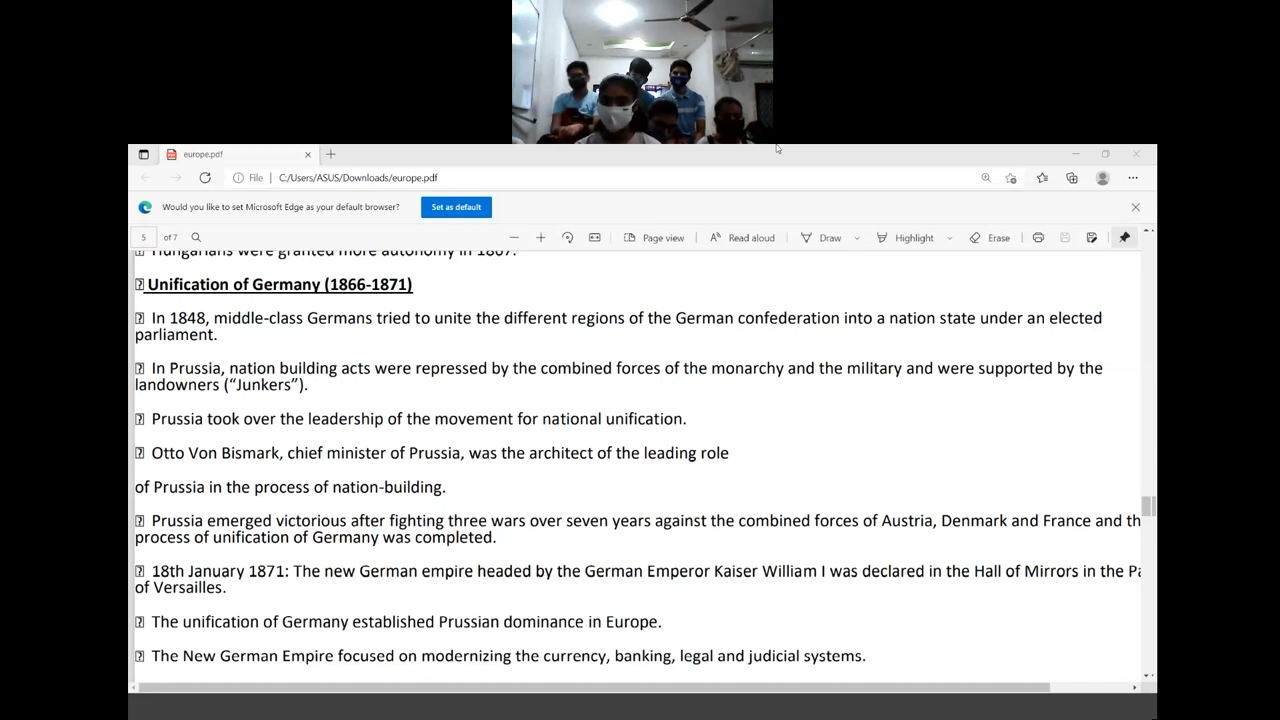 europe.pdf
File
C:/Users/ASUS/Downloads/europe.pdf
Would you like to set Microsoft Edge as your default browser?
Set as default
5 of 7
Page view
Read aloud
Draw
Highlight
Erase
Hungarians were granted more autonomy in 1867.
Unification of Germany (1866-1871)
In 1848, middle-class Germans tried to unite the different regions of the German confederation into a nation state under an elected
parliament.
In Prussia, nation building acts were repressed by the combined forces of the monarchy and the military and were supported by the
landowners (“Junkers”).
Prussia took over the leadership of the movement for national unification.
Otto Von Bismark, chief minister of Prussia, was the architect of the leading role
of Prussia in the process of nation-building.
Prussia emerged victorious after fighting three wars over seven years against the combined forces of Austria, Denmark and France and th
process of unification of Germany was completed.
18th January 1871: The new German empire headed by the German Emperor Kaiser William I was declared in the Hall of Mirrors in the Pa
of Versailles.
The unification of Germany established Prussian dominance in Europe.
The New German Empire focused on modernizing the currency, banking, legal and judicial systems.